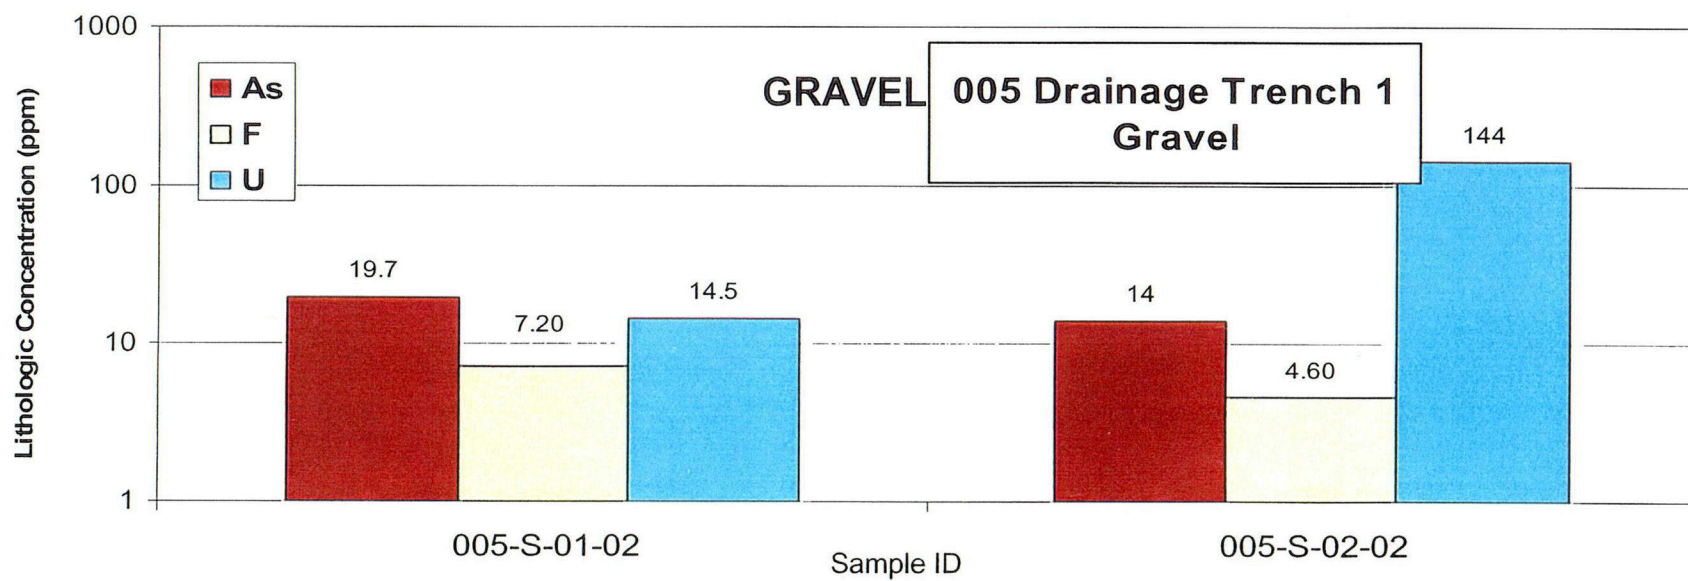 1000
100
10
1
Lithologic Concentration (ppm)
As
F
U
GRAVEL
005 Drainage Trench 1
Gravel
19.7
7.20
14.5
14
4.60
144
005-S-01-02
005-S-02-02
Sample ID